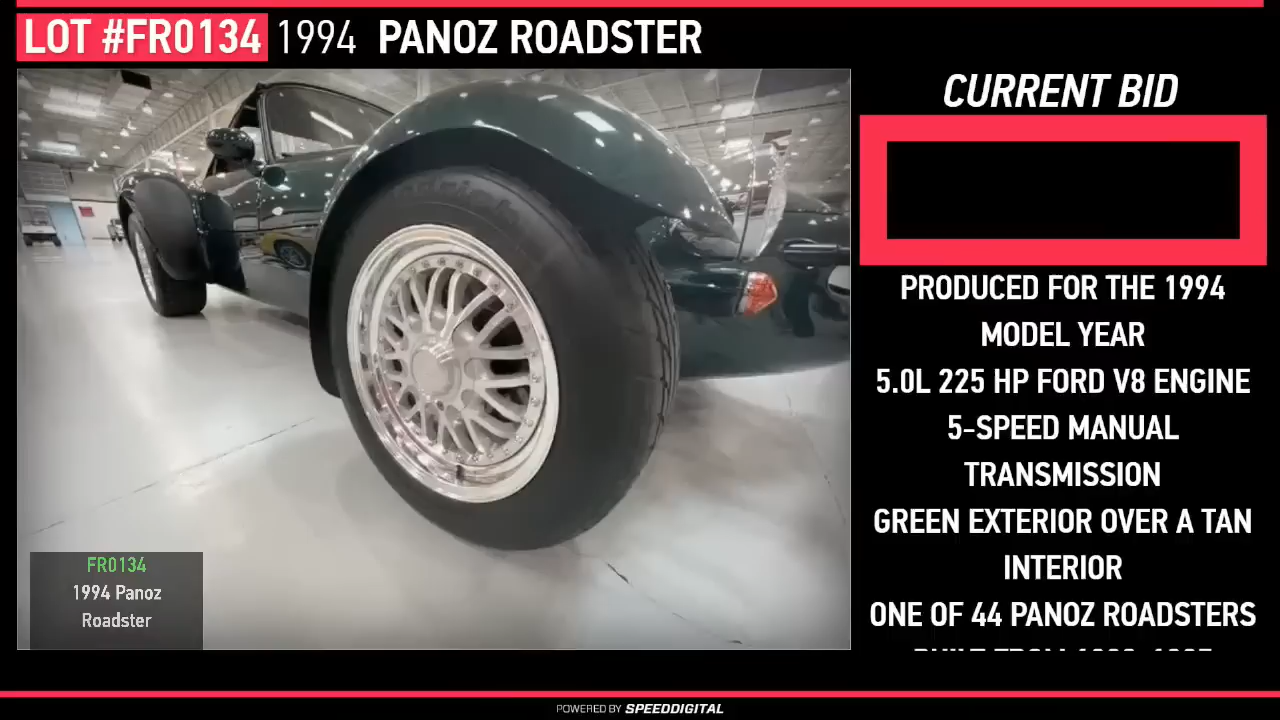 LOT #FR0134 1994 PANOZ ROADSTER
CURRENT BID
PRODUCED FOR THE 1994
MODEL YEAR
5.0L 225 HP FORD V8 ENGINE
5-SPEED MANUAL
TRANSMISSION
GREEN EXTERIOR OVER A TAN
INTERIOR
ONE OF 44 PANOZ ROADSTERS
FR0134
1994 Panoz
Roadster
POWERED BY SPEEDDIGITAL